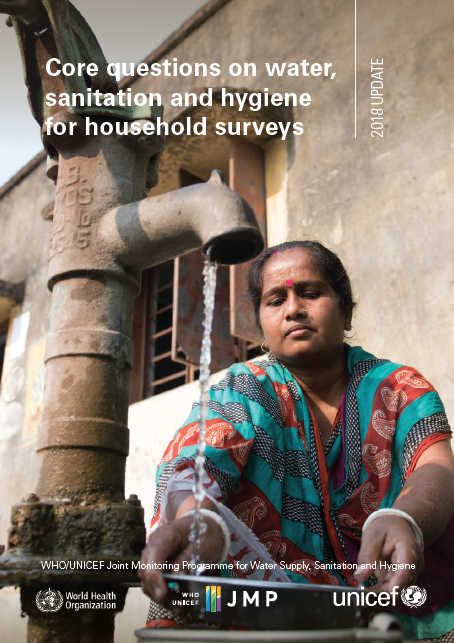 Core questions on water,
sanitation and hygiene
for household surveys
2018 UPDATE
WHO/UNICEF Joint Monitoring Programme for Water Supply, Sanitation and Hygiene
World Health
Organization
WHO
UNICEF
JMP
unicef